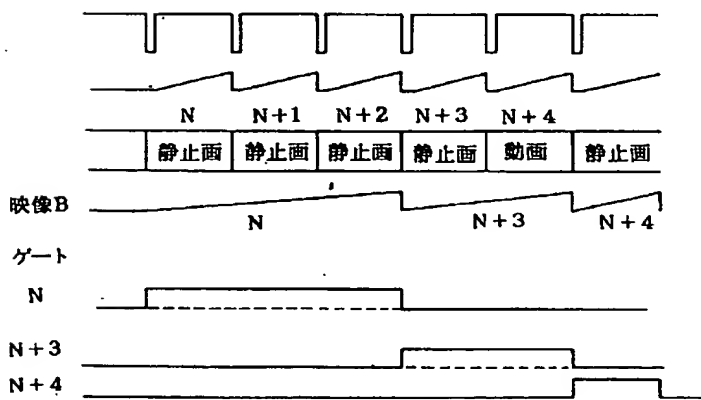 N N+1 N+2 N+3 N+4
静止画 静止画 静止画 静止画 動画 静止画
映像B
N N+3 N+4
ゲート
N
N+3
N+4